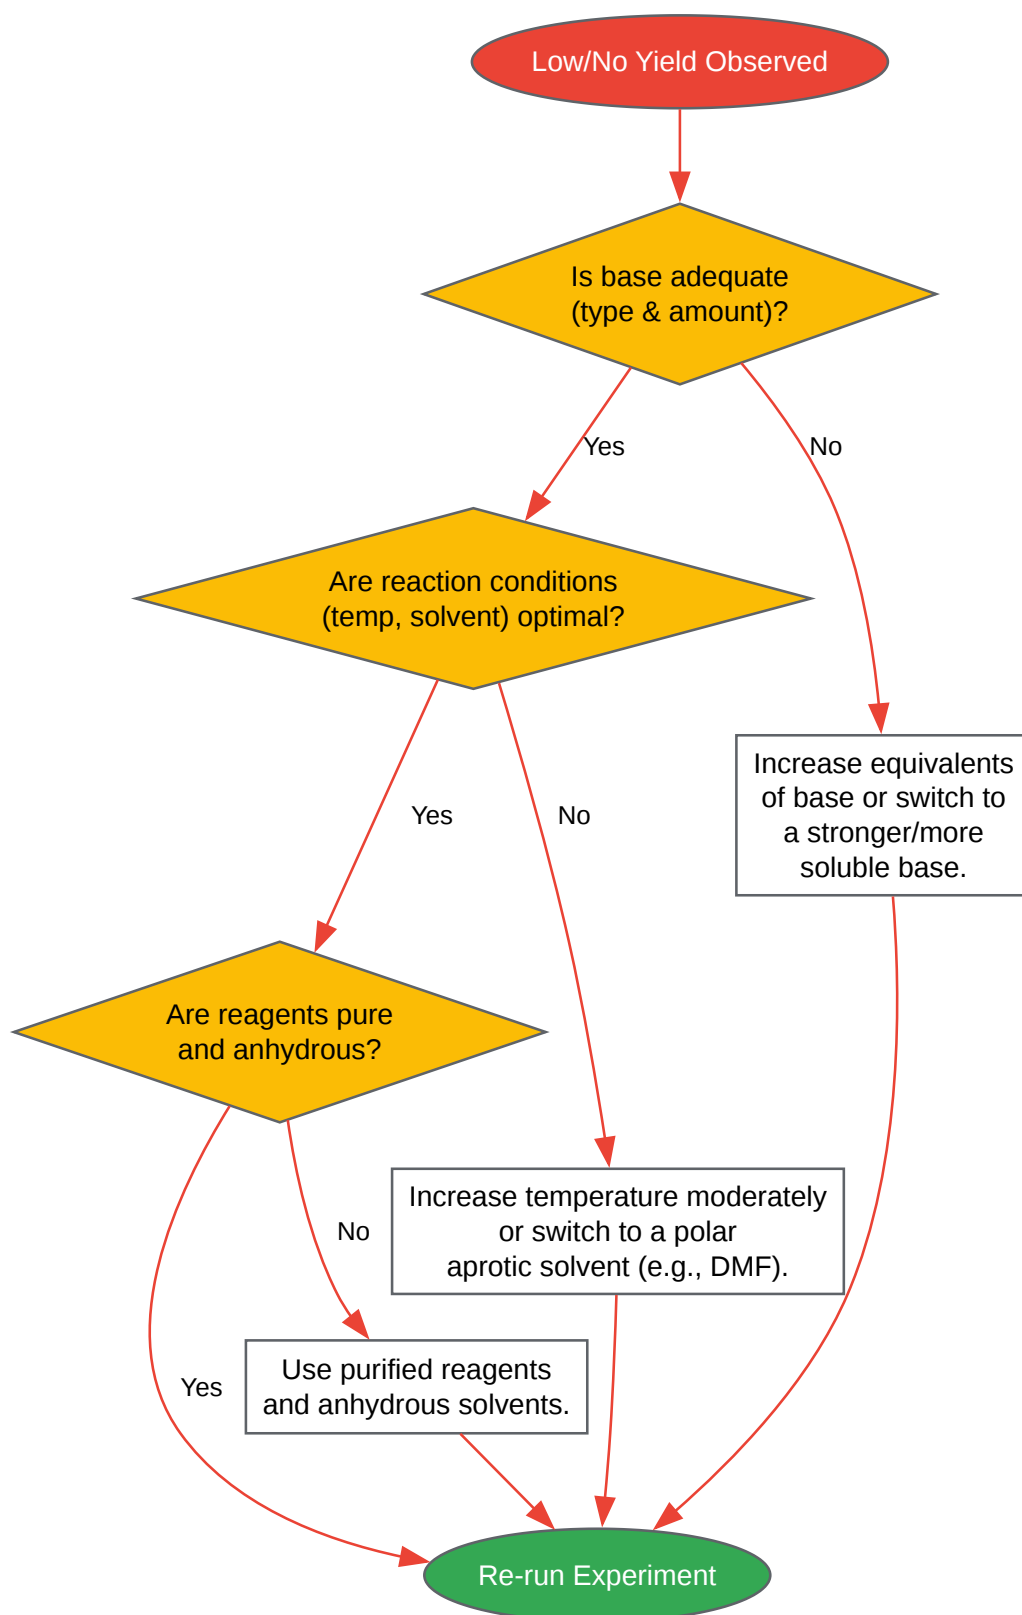 Low/No Yield Observed
Is base adequate
(type & amount)?
Yes
No
Are reaction conditions
(temp, solvent) optimal?
Increase equivalents
of base or switch to
a stronger/more
soluble base.
Yes
No
Are reagents pure
and anhydrous?
Increase temperature moderately
or switch to a polar
aprotic solvent (e.g., DMF).
No
Use purified reagents
and anhydrous solvents.
Yes
Re-run Experiment